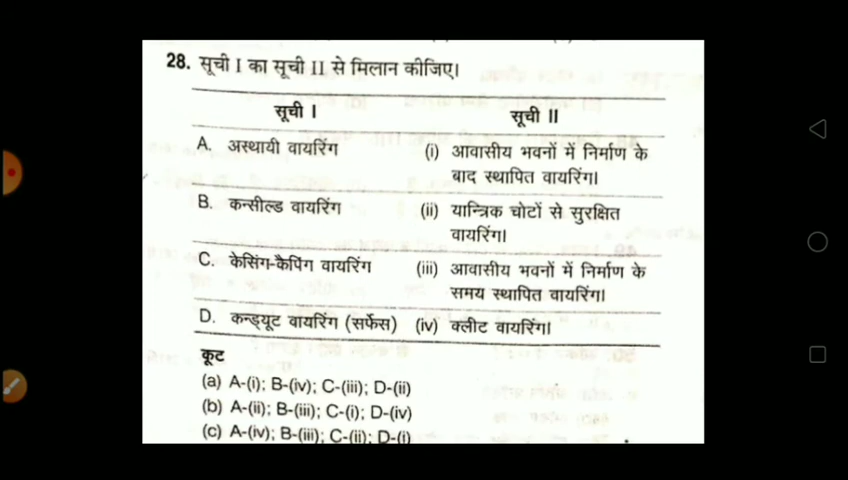 28. सूची I का सूची II से मिलान कीजिए।
सूची I सूची II
A. अस्थायी वायरिंग (i) आवासीय भवनों में निर्माण के
बाद स्थापित वायरिंग।
B. कन्सील्ड वायरिंग (ii) यान्त्रिक चोटों से सुरक्षित
वायरिंग।
C. केसिंग-कैपिंग वायरिंग (iii) आवासीय भवनों में निर्माण के
समय स्थापित वायरिंग।
D. कन्ड्यूट वायरिंग (सर्फेस) (iv) क्लीट वायरिंग।
कूट
(a) A-(i); B-(iv); C-(iii); D-(ii)
(b) A-(ii); B-(iii); C-(i); D-(iv)
(c) A-(iv); B-(iii); C-(ii); D-(i)